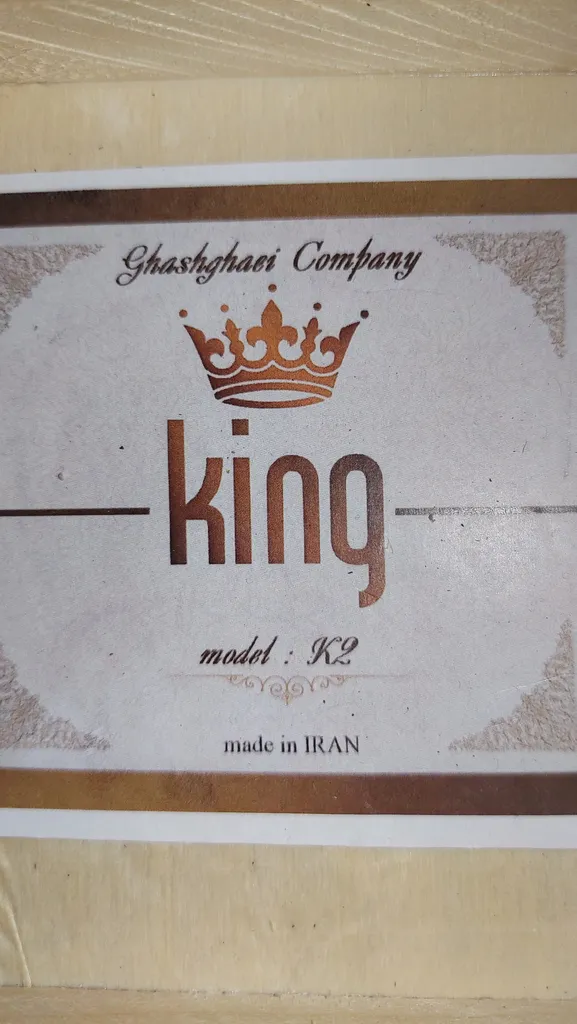 Ghashghaei Company
king
model : K2
made in IRAN